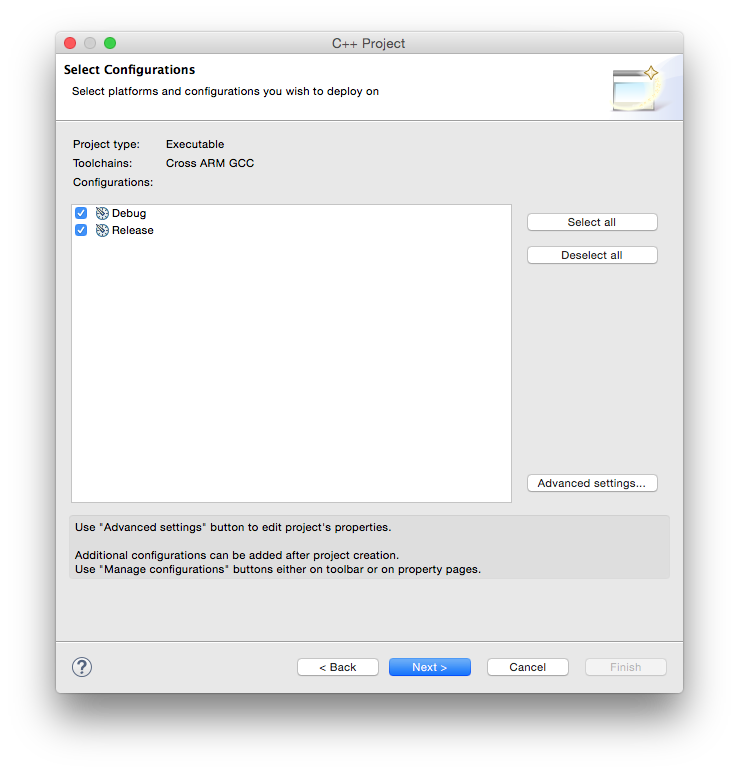 C++ Project
Select Configurations
Select platforms and configurations you wish to deploy on
Project type: Executable
Toolchains: Cross ARM GCC
Configurations:
Debug
Release
Select all
Deselect all
Advanced settings...
Use "Advanced settings" button to edit project's properties.
Additional configurations can be added after project creation.
Use "Manage configurations" buttons either on toolbar or on property pages.
?
< Back
Next >
Cancel
Finish